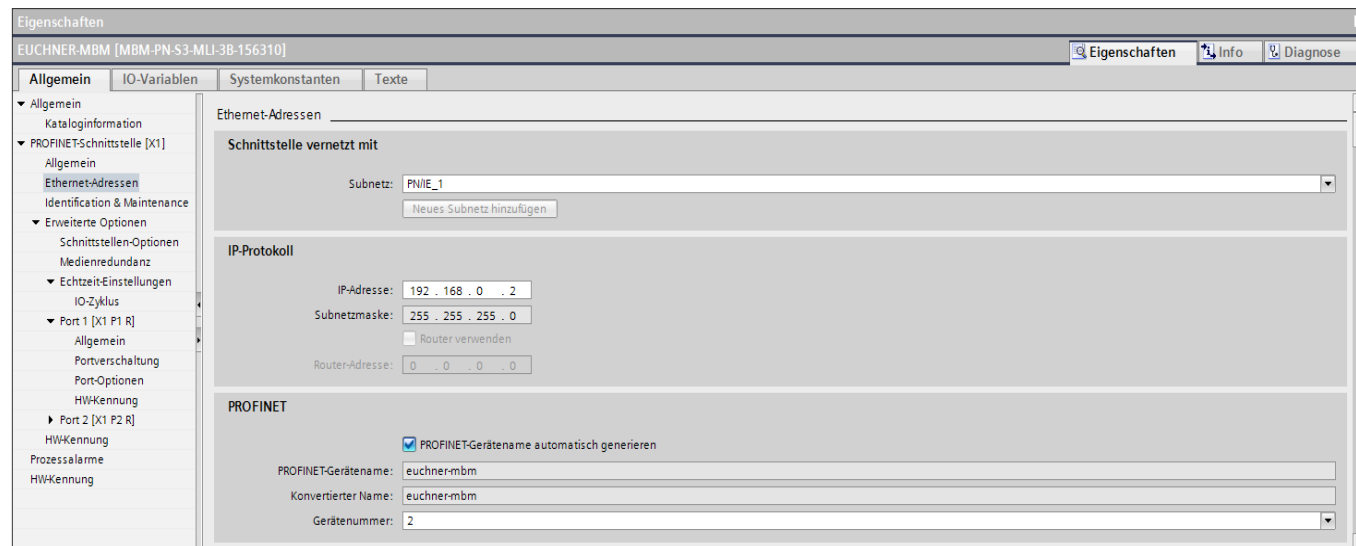 Eigenschaften
EUCHNER-MBM [MBM-PN-S3-MLI-3B-156310]
Eigenschaften
Info
Diagnose
Allgemein
IO-Variablen
Systemkonstanten
Texte
Allgemein
Kataloginformation
PROFINET-Schnittstelle [X1]
Allgemein
Ethernet-Adressen
Identification & Maintenance
Erweiterte Optionen
Schnittstellen-Optionen
Medienredundanz
Echtzeit-Einstellungen
IO-Zyklus
Port 1 [X1 P1 R]
Allgemein
Portverschaltung
Port-Optionen
HW-Kennung
Port 2 [X1 P2 R]
HW-Kennung
Prozessalarme
HW-Kennung
Ethernet-Adressen
Schnittstelle vernetzt mit
Subnetz: PN/IE_1
Neues Subnetz hinzufügen
IP-Protokoll
IP-Adresse: 192 . 168 . 0 . 2
Subnetzmaske: 255 . 255 . 255 . 0
Router verwenden
Router-Adresse: 0 . 0 . 0 . 0
PROFINET
PROFINET-Gerätename automatisch generieren
PROFINET-Gerätename: euchner-mbm
Konvertierter Name: euchner-mbm
Gerätenummer: 2